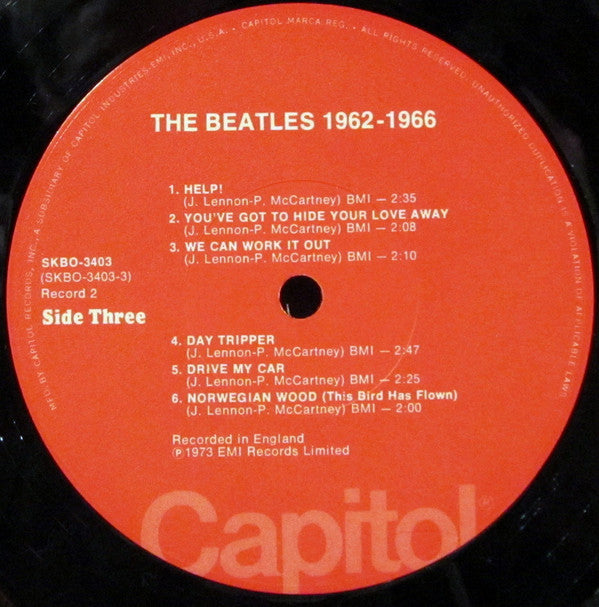 MFD. BY CAPITOL RECORDS, INC., A SUBSIDIARY OF CAPITOL INDUSTRIES-EMI, INC., U.S.A. • CAPITOL MARCA REG. • ALL RIGHTS RESERVED. UNAUTHORIZED DUPLICATION IS A VIOLATION OF APPLICABLE LAWS.
THE BEATLES 1962-1966
1. HELP!
(J. Lennon-P. McCartney) BMI — 2:35
2. YOU'VE GOT TO HIDE YOUR LOVE AWAY
(J. Lennon-P. McCartney) BMI — 2:08
3. WE CAN WORK IT OUT
(J. Lennon-P. McCartney) BMI — 2:10
SKBO-3403
(SKBO-3403-3)
Record 2
Side Three
4. DAY TRIPPER
(J. Lennon-P. McCartney) BMI — 2:47
5. DRIVE MY CAR
(J. Lennon-P. McCartney) BMI — 2:25
6. NORWEGIAN WOOD (This Bird Has Flown)
(J. Lennon-P. McCartney) BMI — 2:00
Recorded in England
℗1973 EMI Records Limited
Capitol®